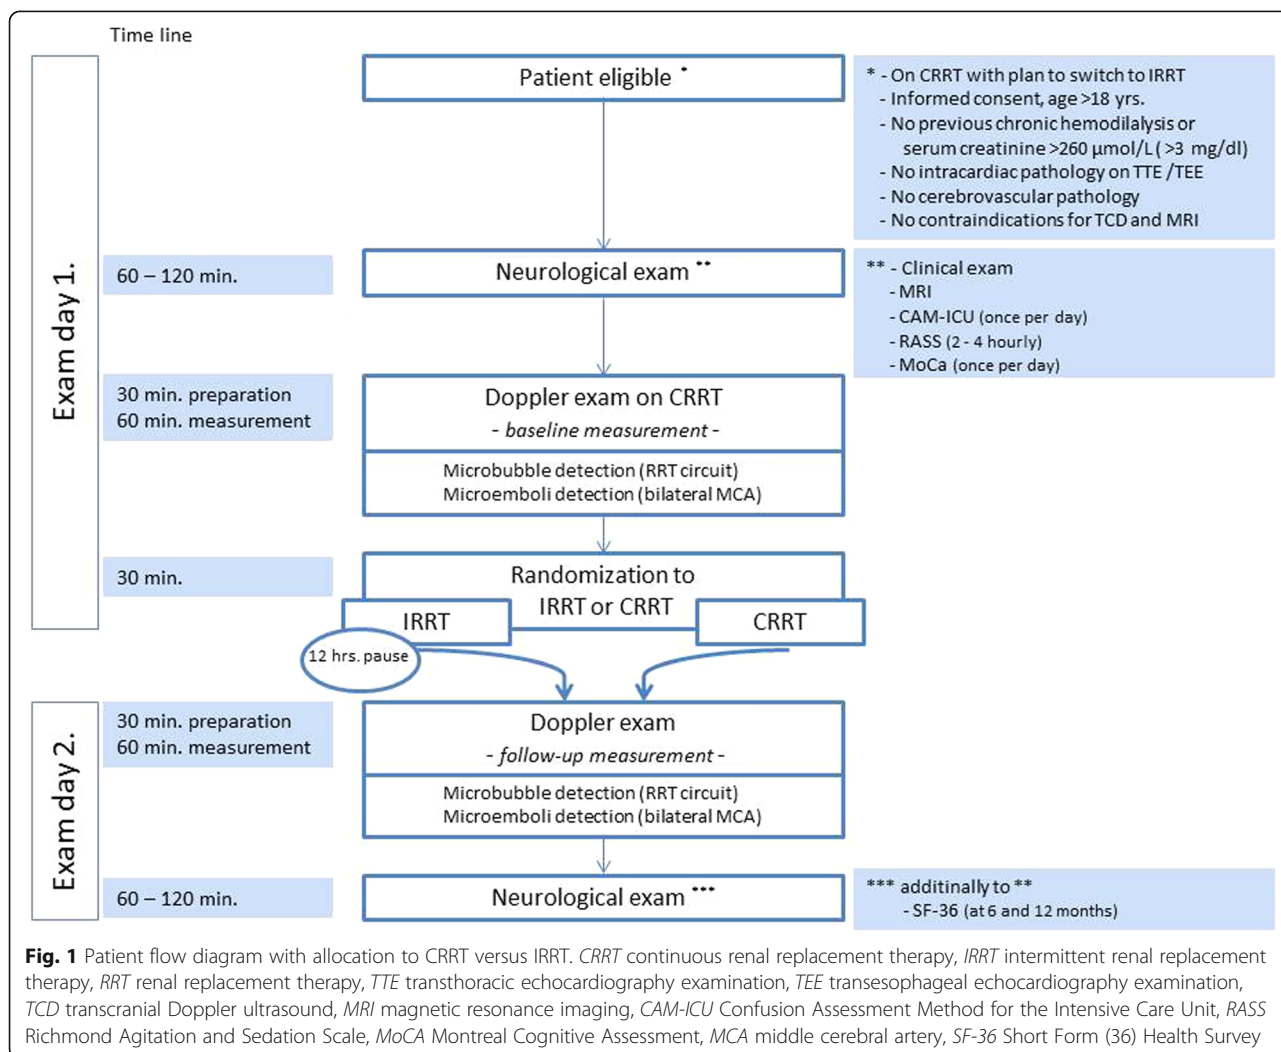 Time line
Exam day 1.
Patient eligible *
* - On CRRT with plan to switch to IRRT
- Informed consent, age >18 yrs.
- No previous chronic hemodilalysis or
serum creatinine >260 µmol/L ( >3 mg/dl)
- No intracardiac pathology on TTE /TEE
- No cerebrovascular pathology
- No contraindications for TCD and MRI
60 – 120 min.
Neurological exam **
** - Clinical exam
- MRI
- CAM-ICU (once per day)
- RASS (2 - 4 hourly)
- MoCa (once per day)
30 min. preparation
60 min. measurement
Doppler exam on CRRT
- baseline measurement -
Microbubble detection (RRT circuit)
Microemboli detection (bilateral MCA)
30 min.
Randomization to
IRRT or CRRT
IRRT
CRRT
12 hrs. pause
Exam day 2.
30 min. preparation
60 min. measurement
Doppler exam
- follow-up measurement -
Microbubble detection (RRT circuit)
Microemboli detection (bilateral MCA)
60 – 120 min.
Neurological exam ***
*** additinally to **
- SF-36 (at 6 and 12 months)
Fig. 1 Patient flow diagram with allocation to CRRT versus IRRT. CRRT continuous renal replacement therapy, IRRT intermittent renal replacement
therapy, RRT renal replacement therapy, TTE transthoracic echocardiography examination, TEE transesophageal echocardiography examination,
TCD transcranial Doppler ultrasound, MRI magnetic resonance imaging, CAM-ICU Confusion Assessment Method for the Intensive Care Unit, RASS
Richmond Agitation and Sedation Scale, MoCA Montreal Cognitive Assessment, MCA middle cerebral artery, SF-36 Short Form (36) Health Survey